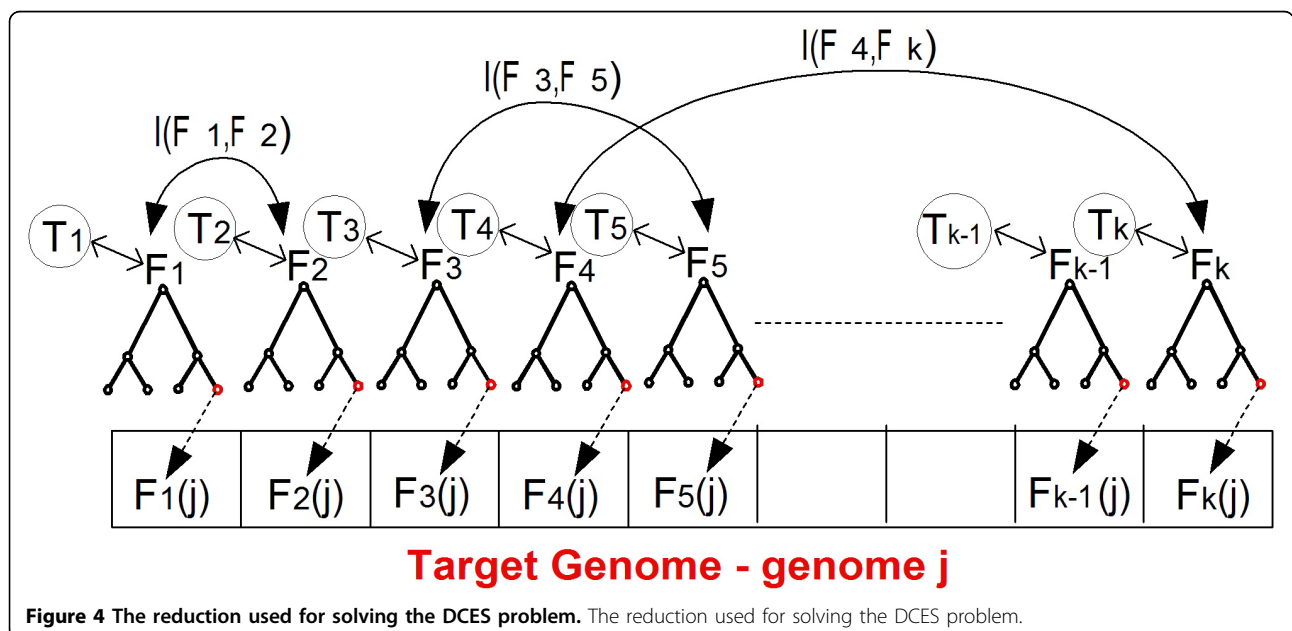 I(F 4,F k)
I(F 3,F 5)
I(F 1,F 2)
T1 T2 T3 T4 T5 Tk-1 Tk
F1 F2 F3 F4 F5 Fk-1 Fk
F1(j) F2(j) F3(j) F4(j) F5(j) Fk-1(j) Fk(j)
Target Genome - genome j
Figure 4 The reduction used for solving the DCES problem. The reduction used for solving the DCES problem.